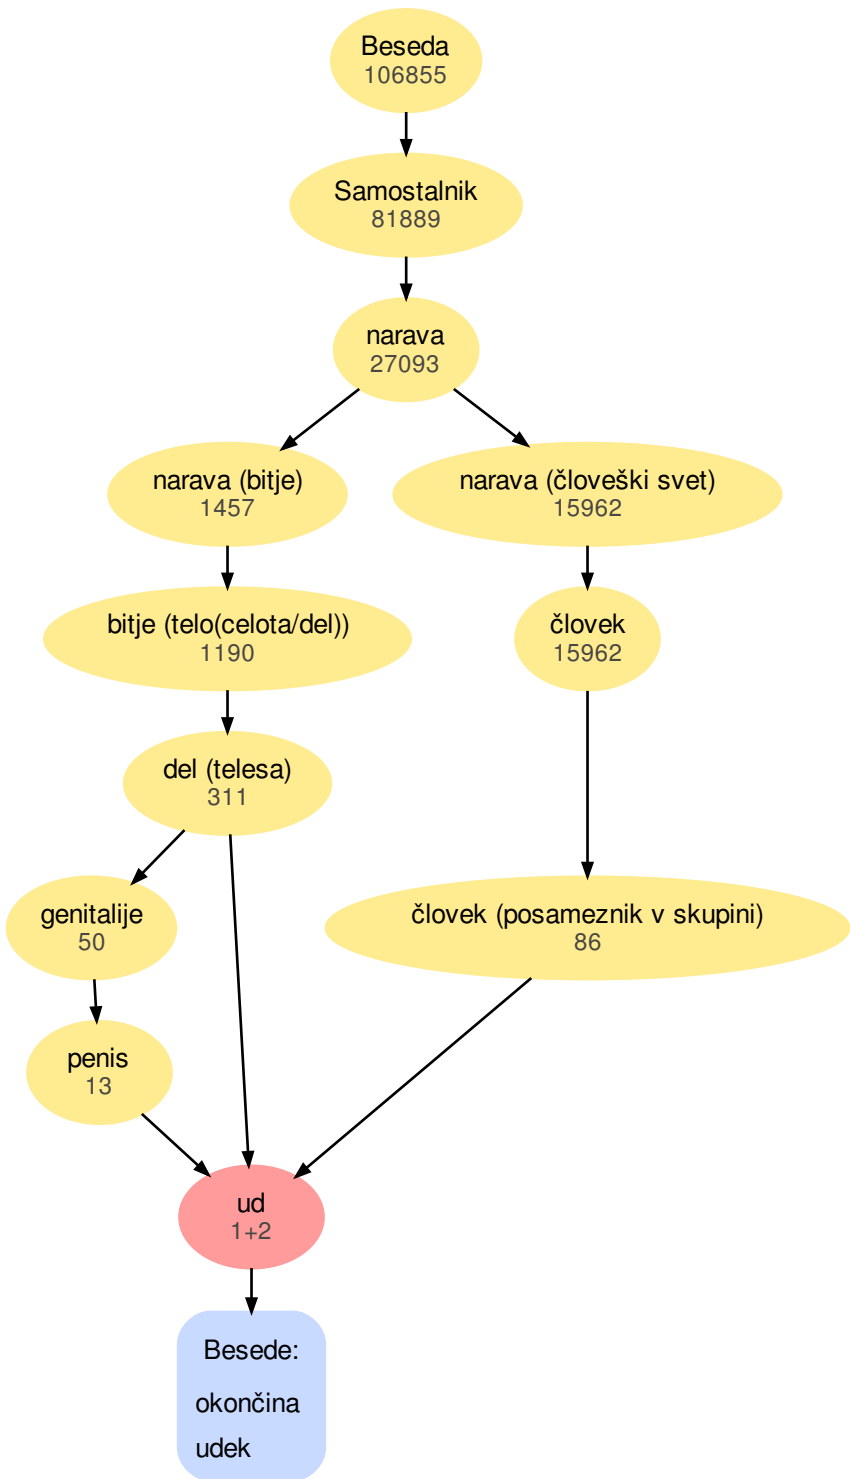 Beseda
106855
Samostalnik
81889
narava
27093
narava (bitje)
1457
narava (človeški svet)
15962
bitje (telo(celota/del))
1190
človek
15962
del (telesa)
311
genitalije
50
človek (posameznik v skupini)
86
penis
13
ud
1+2
Besede:
okončina
udek